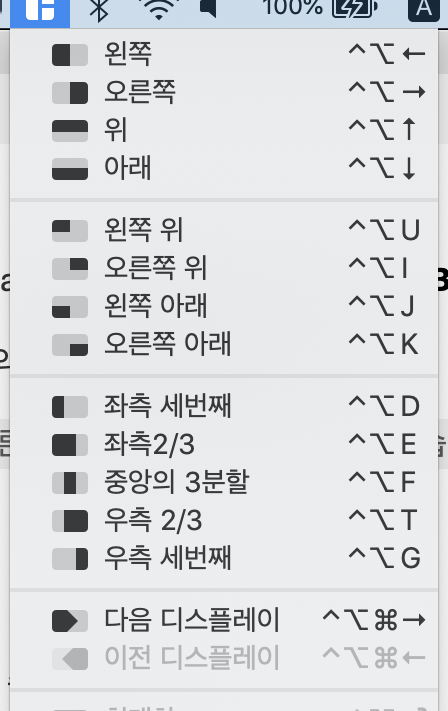 100% A
왼쪽 ^⌥←
오른쪽 ^⌥→
위 ^⌥↑
아래 ^⌥↓
왼쪽 위 ^⌥U
오른쪽 위 ^⌥I
왼쪽 아래 ^⌥J
오른쪽 아래 ^⌥K
좌측 세번째 ^⌥D
좌측2/3 ^⌥E
중앙의 3분할 ^⌥F
우측 2/3 ^⌥T
우측 세번째 ^⌥G
다음 디스플레이 ^⌥⌘→
이전 디스플레이 ^⌥⌘←